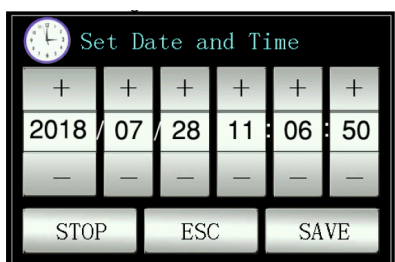 Set Date and Time
+ + + + + +
2018 / 07 / 28 11 : 06 : 50
— — — — — —
STOP ESC SAVE